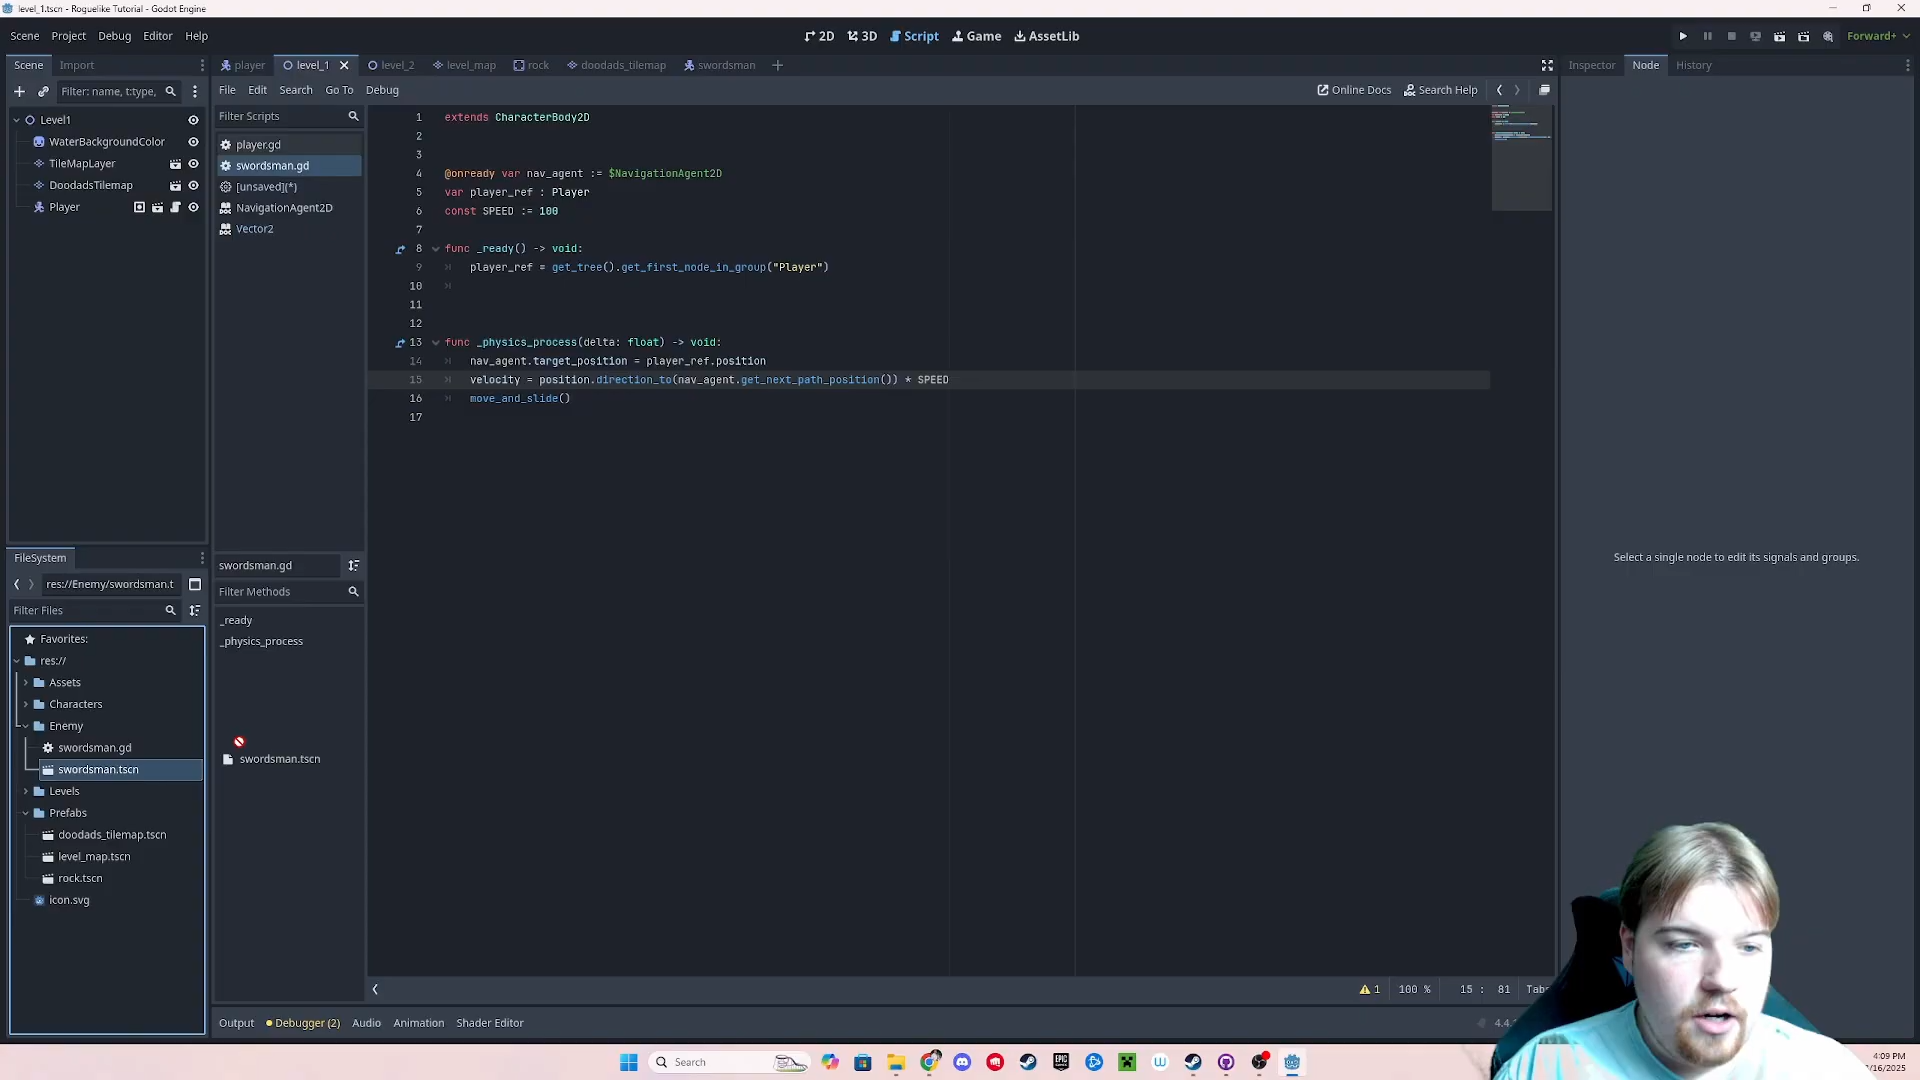 level_1.tscn - Roguelike Tutorial - Godot Engine
Scene Project Debug Editor Help
2D 3D Script Game AssetLib
Forward+
Scene Import
player level_1 level_2 level_map rock doodads_tilemap swordsman
Inspector Node History
Filter: name, t:type,
File Edit Search Go To Debug
Online Docs Search Help
Level1
WaterBackgroundColor
TileMapLayer
DoodadsTilemap
Player
Filter Scripts
player.gd
swordsman.gd
[unsaved](*)
NavigationAgent2D
Vector2
1 extends CharacterBody2D
2
3
4 @onready var nav_agent := $NavigationAgent2D
5 var player_ref : Player
6 const SPEED := 100
7
8 func _ready() -> void:
9 player_ref = get_tree().get_first_node_in_group("Player")
10
11
12
13 func _physics_process(delta: float) -> void:
14 nav_agent.target_position = player_ref.position
15 velocity = position.direction_to(nav_agent.get_next_path_position()) * SPEED
16 move_and_slide()
17
Select a single node to edit its signals and groups.
swordsman.gd
Filter Methods
_ready
_physics_process
swordsman.tscn
FileSystem
res://Enemy/swordsman.t
Filter Files
Favorites:
res://
Assets
Characters
Enemy
swordsman.gd
swordsman.tscn
Levels
Prefabs
doodads_tilemap.tscn
level_map.tscn
rock.tscn
icon.svg
1 100 % 15 : 81 Tabs
Output Debugger (2) Audio Animation Shader Editor
4.4.
Search
EPIC GAMES
4:09 PM
/16/2025